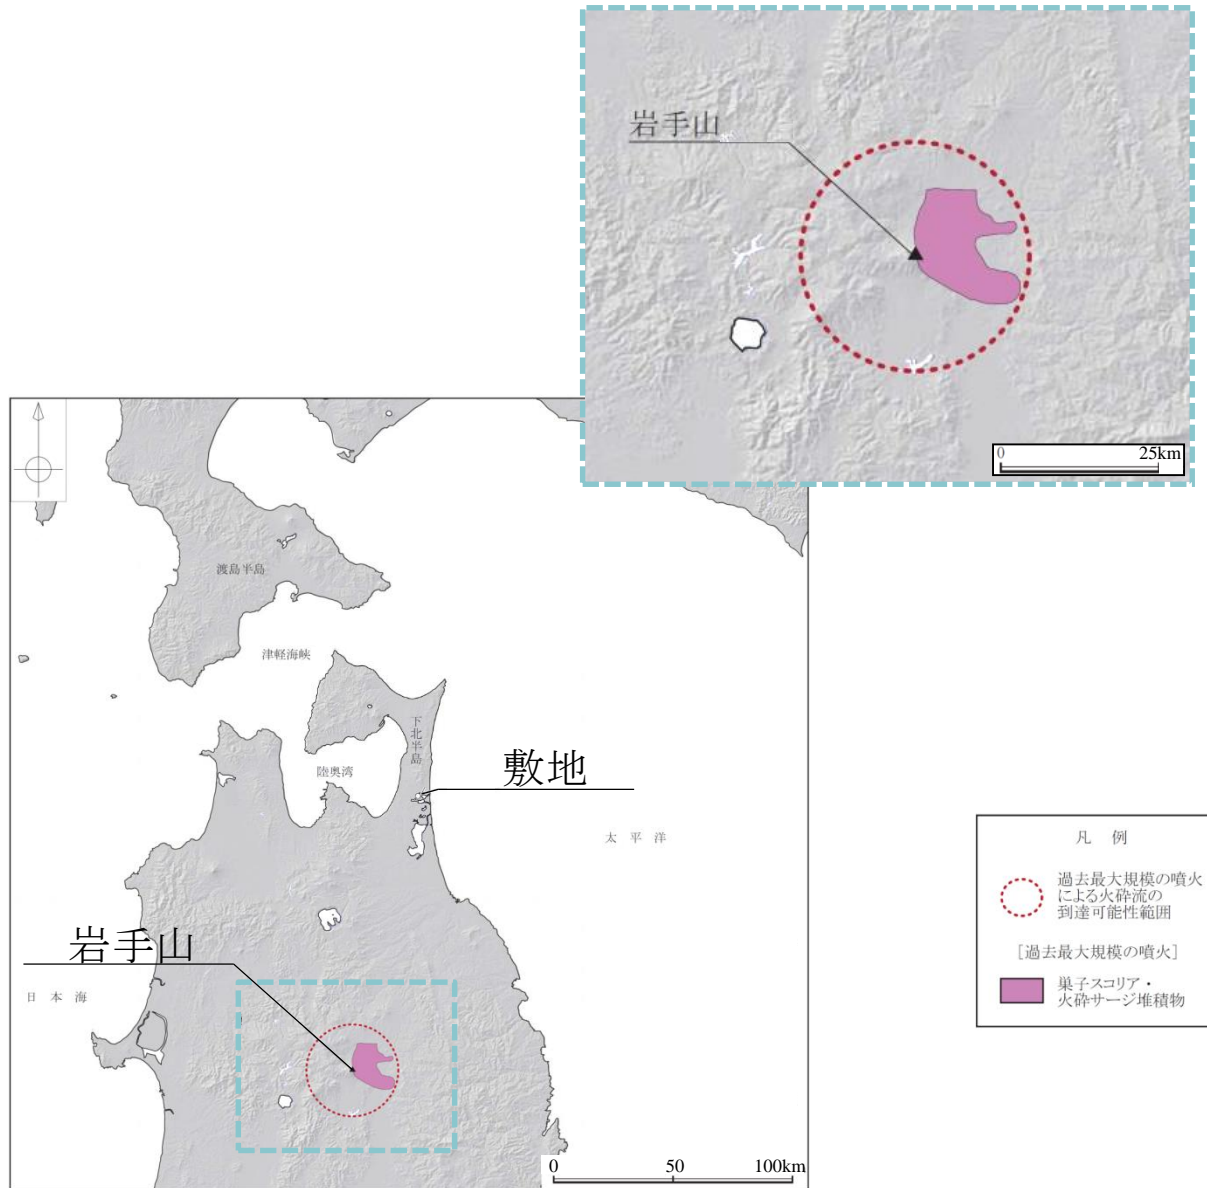 岩手山
0
25km
渡島半島
津軽海峡
下北半島
陸奥湾
敷地
太平洋
岩手山
日本海
0
50
100km
凡例
過去最大規模の噴火
による火砕流の
到達可能性範囲
[過去最大規模の噴火]
巣子スコリア・
火砕サージ堆積物